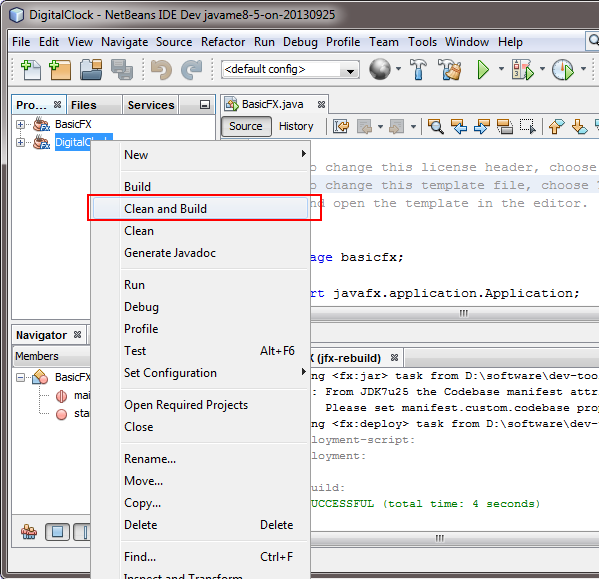 DigitalClock - NetBeans IDE Dev javame8-5-on-20130925
File Edit View Navigate Source Refactor Run Debug Profile Team Tools Window Help
<default config>
Pro... Files Services
BasicFX.java
BasicFX
Source History
DigitalClock
New
o change this license header, choose
Build
o change this template file, choose
Clean and Build
nd open the template in the editor.
Clean
Generate Javadoc
age basicfx;
Run
rt javafx.application.Application;
Debug
Profile
Navigator
Test Alt+F6
Members
X (jfx-rebuild)
Set Configuration
BasicFX
ng <fx:jar> task from D:\software\dev-too
: From JDK7u25 the Codebase manifest attri
mai
Open Required Projects
Please set manifest.custom.codebase prop
sta
Close
ng <fx:deploy> task from D:\software\dev-t
loyment-script:
Rename...
loyment:
Move...
uild:
Copy...
UCCESSFUL (total time: 4 seconds)
Delete Delete
Find... Ctrl+F
Inspect and Transform